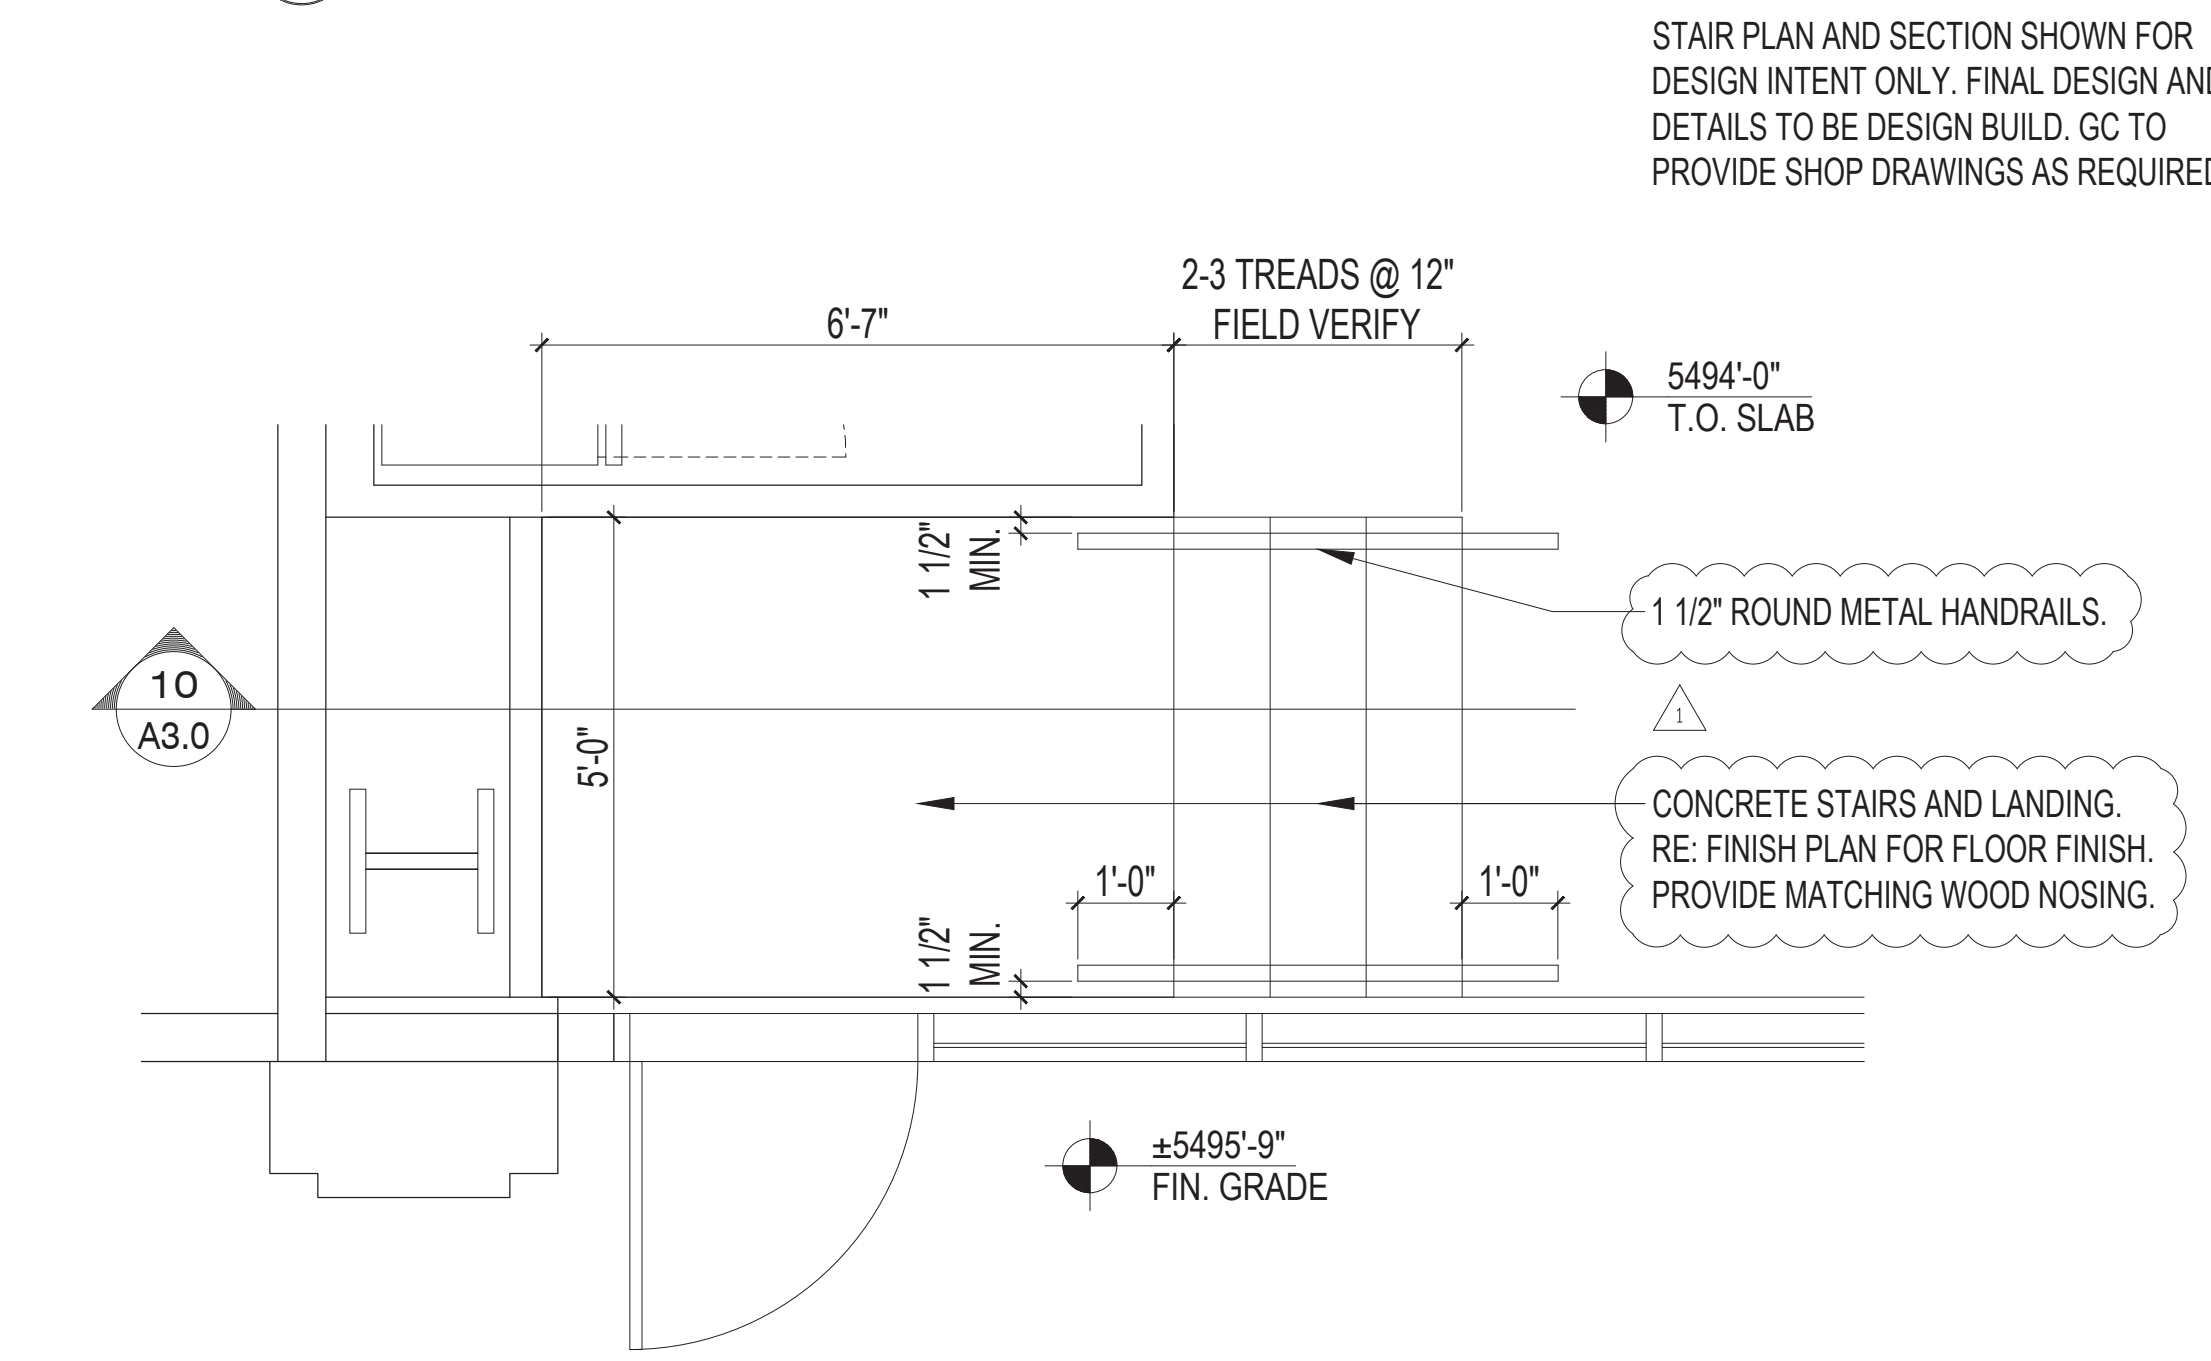 STAIR PLAN AND SECTION SHOWN FOR
DESIGN INTENT ONLY. FINAL DESIGN AND
DETAILS TO BE DESIGN BUILD. GC TO
PROVIDE SHOP DRAWINGS AS REQUIRED
2-3 TREADS @ 12"
FIELD VERIFY
6'-7"
5494'-0"
T.O. SLAB
1 1/2"
MIN.
1 1/2" ROUND METAL HANDRAILS.
10
A3.0
1
5'-0"
CONCRETE STAIRS AND LANDING.
RE: FINISH PLAN FOR FLOOR FINISH.
PROVIDE MATCHING WOOD NOSING.
1'-0"
1'-0"
1 1/2"
MIN.
±5495'-9"
FIN. GRADE